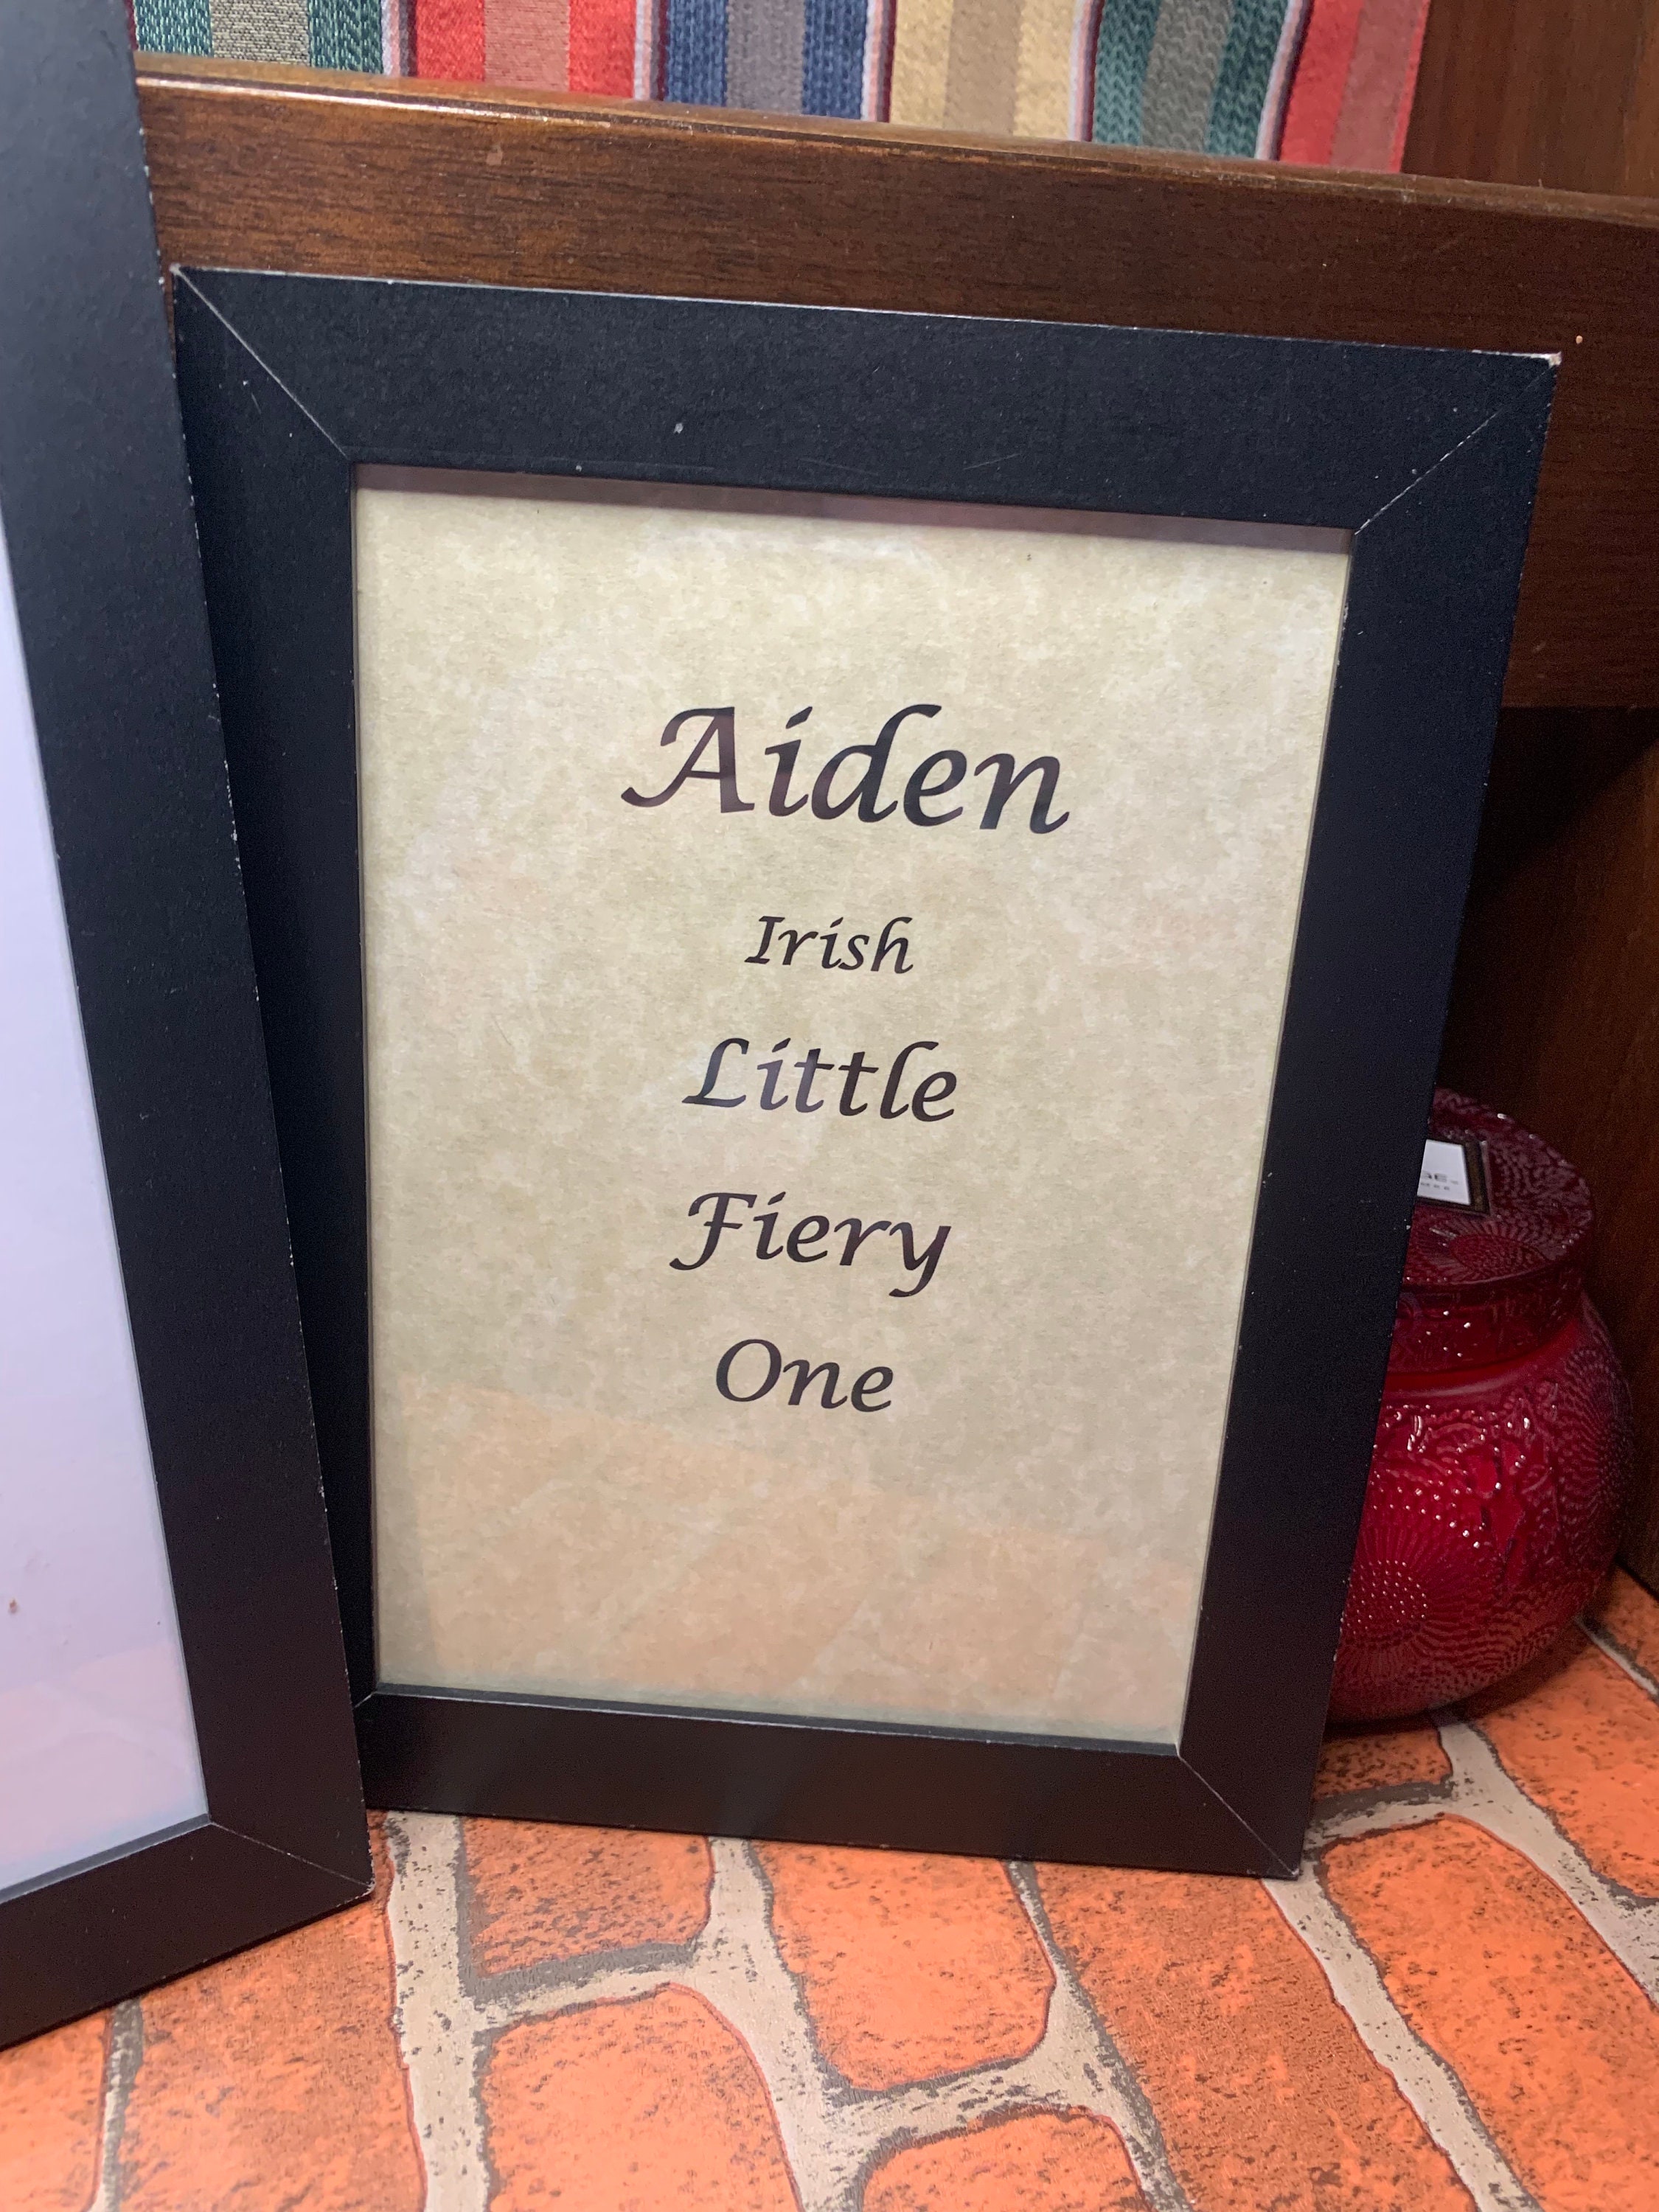 Aiden
Irish
Little
Fiery
One